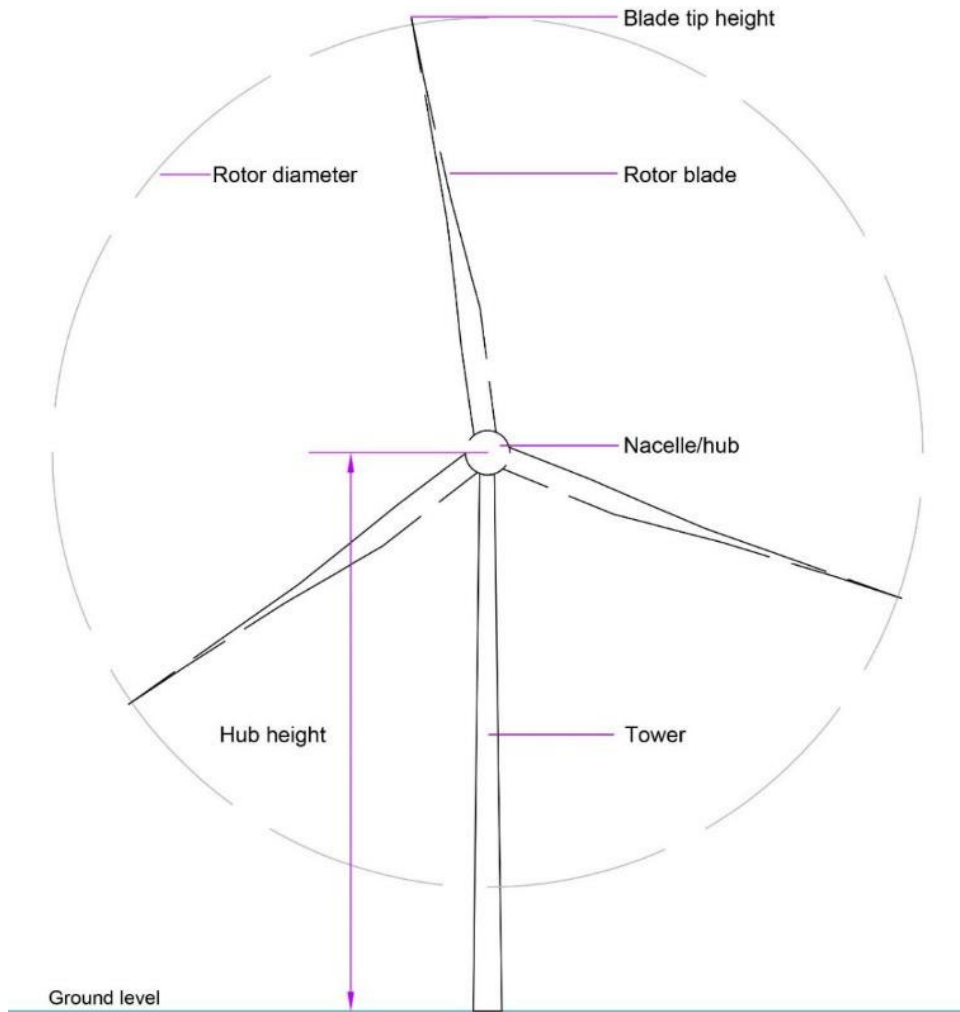 Blade tip height
Rotor diameter
Rotor blade
Nacelle/hub
Hub height
Tower
Ground level